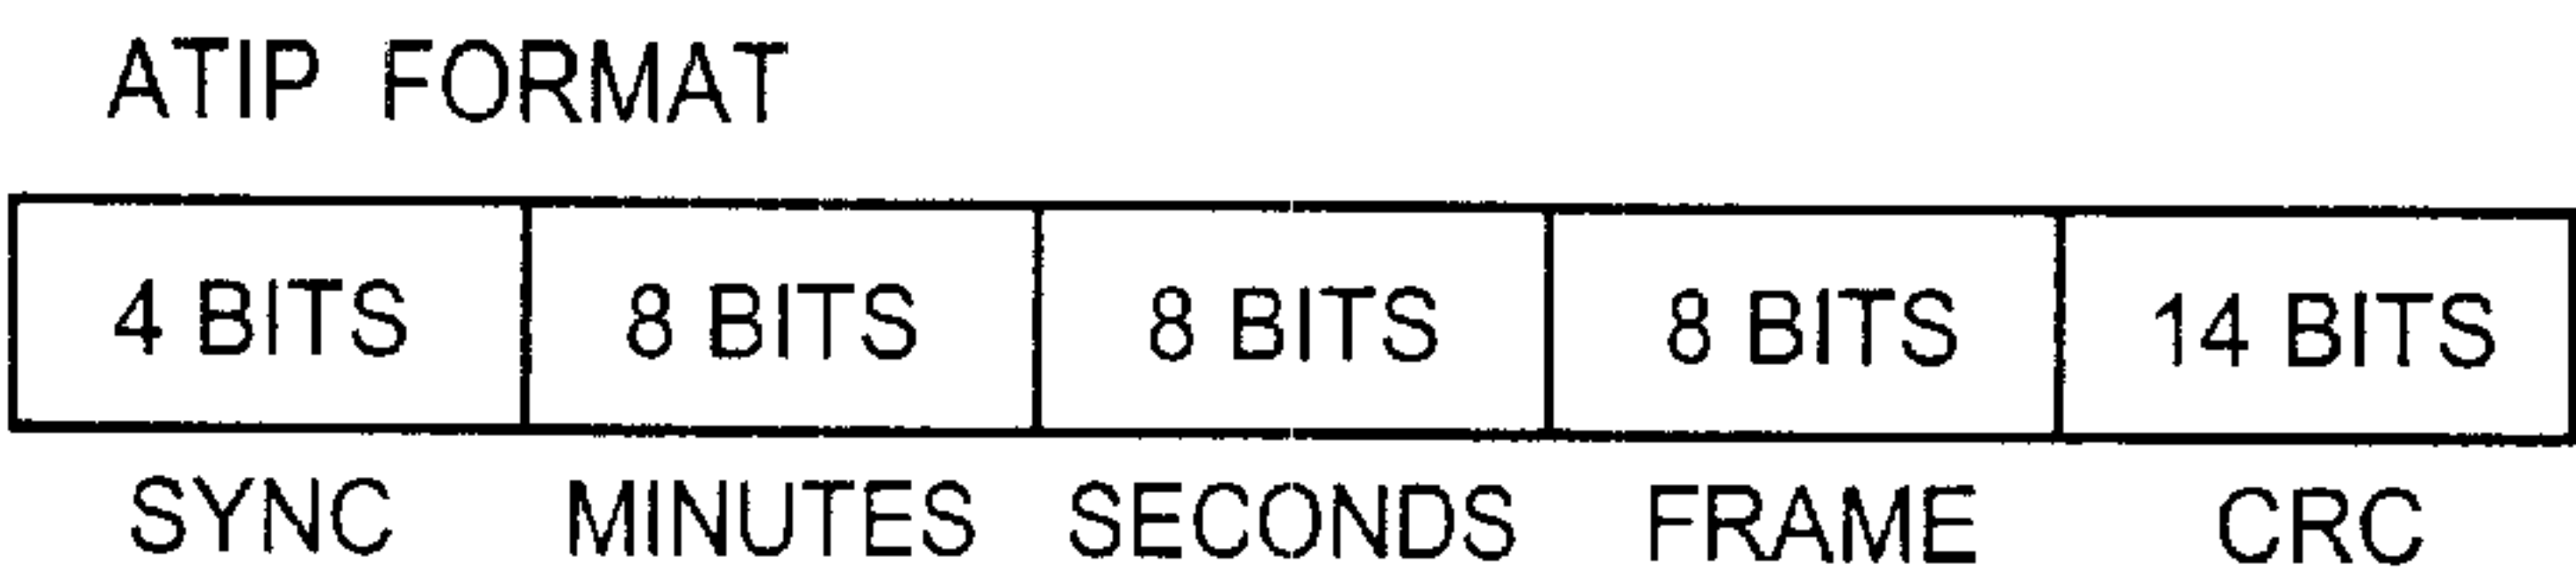 ATIP FORMAT
4 BITS 8 BITS 8 BITS 8 BITS 14 BITS
SYNC MINUTES SECONDS FRAME CRC